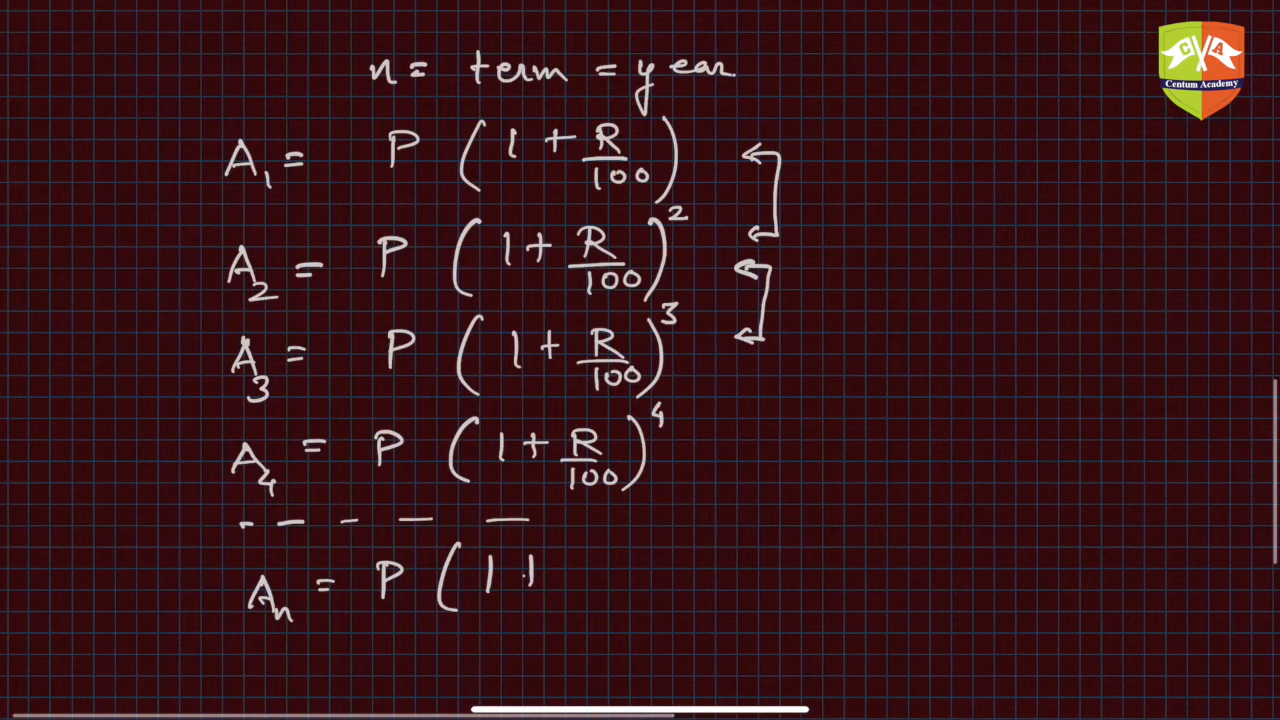 n = term = year.
A₁ = P (1 + R/100)
A₂ = P (1 + R/100)²
A₃ = P (1 + R/100)³
A₄ = P (1 + R/100)⁴
- - - - -
Aₙ = P ( 1
C A
Centum Academy